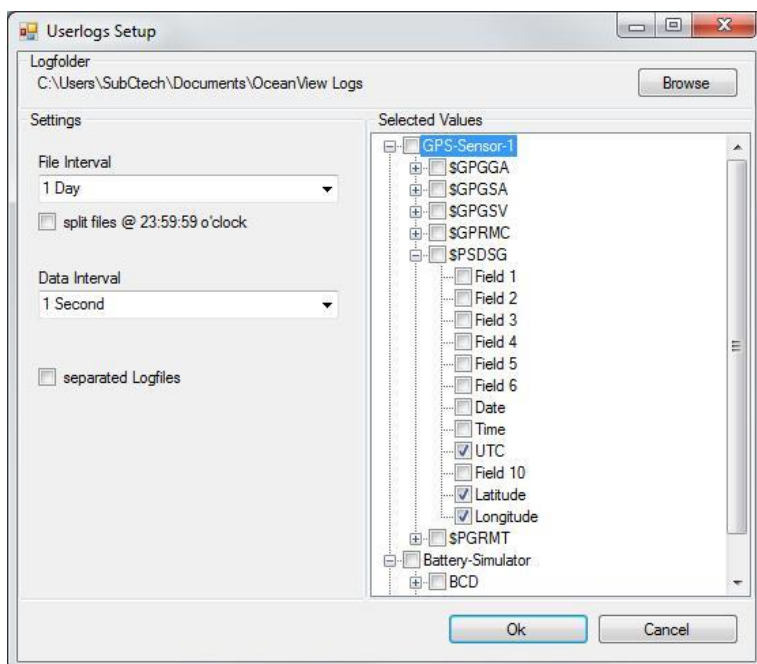 Userlogs Setup
Logfolder
C:\Users\SubCtech\Documents\OceanView Logs
Browse
Settings
File Interval
1 Day
split files @ 23:59:59 o'clock
Data Interval
1 Second
separated Logfiles
Selected Values
GPS-Sensor-1
$GPGGA
$GPGSA
$GPGSV
$GPRMC
$PSDSG
Field 1
Field 2
Field 3
Field 4
Field 5
Field 6
Date
Time
UTC
Field 10
Latitude
Longitude
$PGRMT
Battery-Simulator
BCD
Ok
Cancel